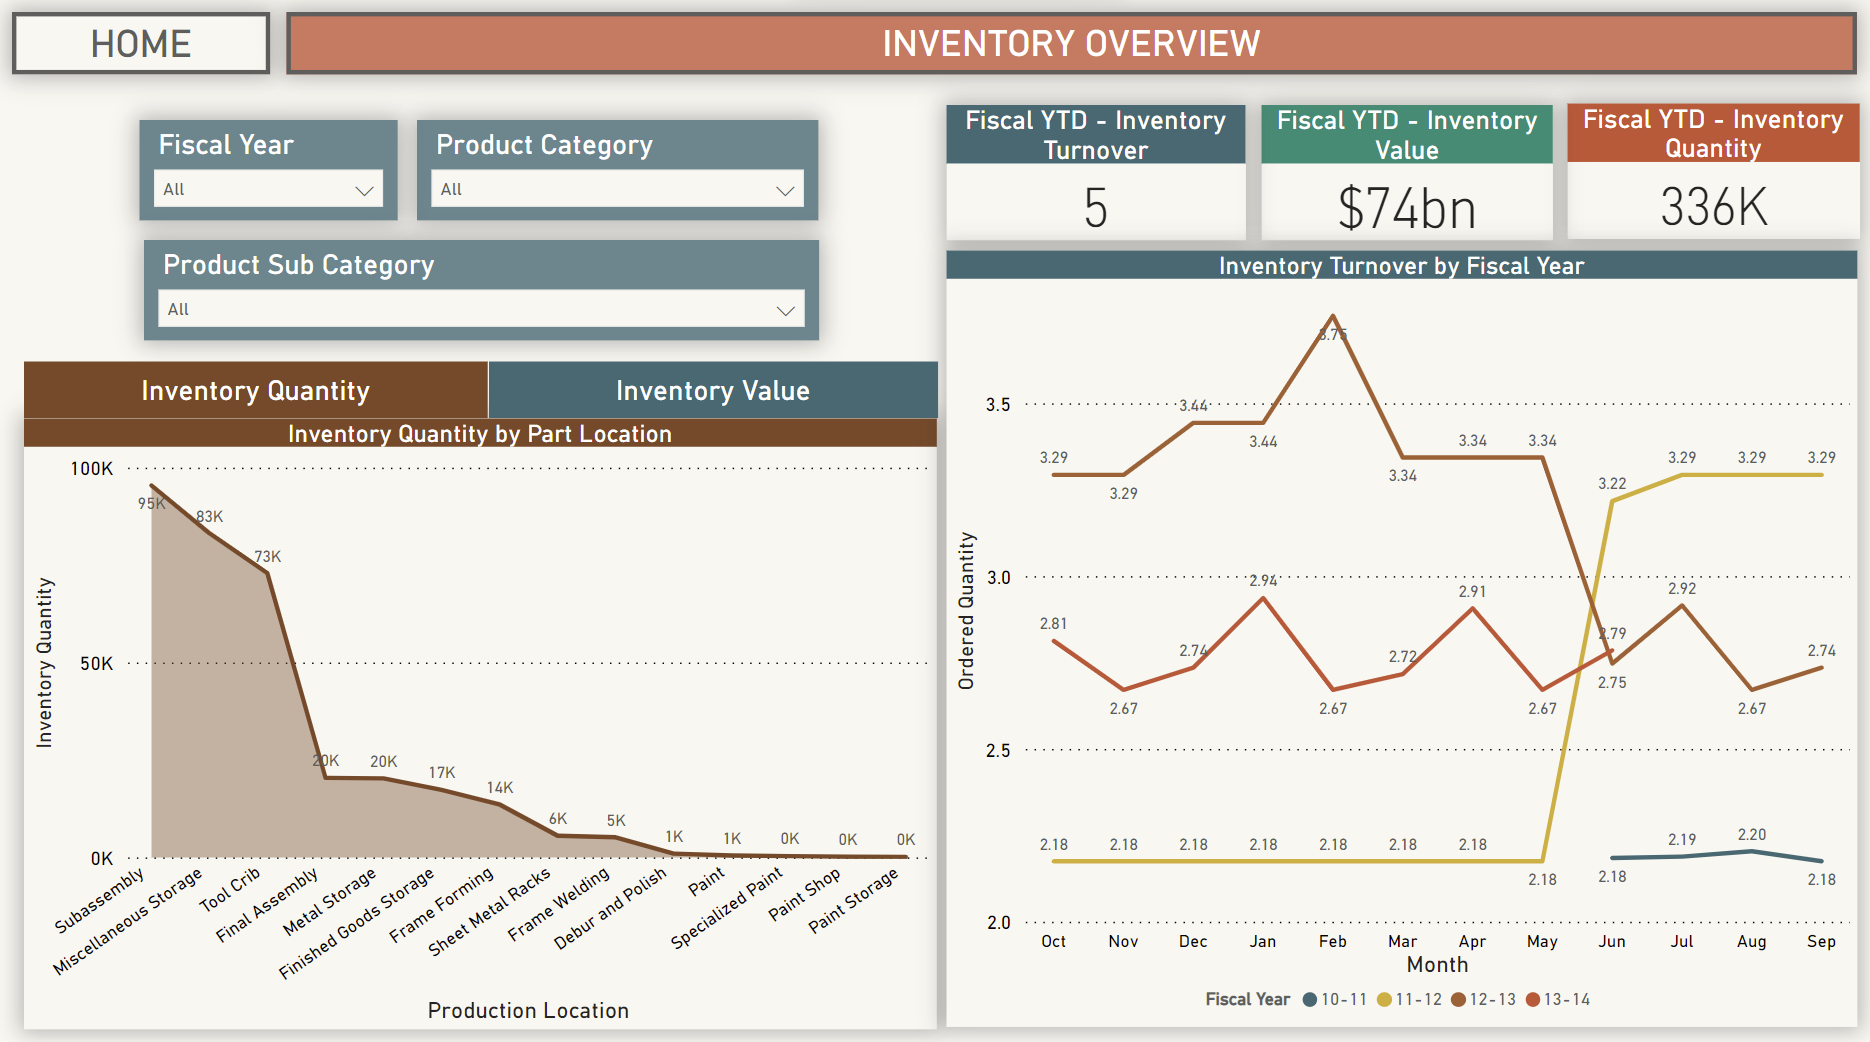 HOME
INVENTORY OVERVIEW
Fiscal Year
All
Product Category
All
Product Sub Category
All
Fiscal YTD - Inventory
Turnover
5
Fiscal YTD - Inventory
Value
$74bn
Fiscal YTD - Inventory
Quantity
336K
Inventory Quantity
Inventory Value
Inventory Quantity by Part Location
Inventory Quantity
100K
50K
0K
95K
83K
73K
20K
20K
17K
14K
6K
5K
1K
1K
0K
0K
0K
Subassembly
Miscellaneous Storage
Tool Crib
Final Assembly
Metal Storage
Finished Goods Storage
Frame Forming
Sheet Metal Racks
Frame Welding
Debur and Polish
Paint
Specialized Paint
Paint Shop
Paint Storage
Production Location
Inventory Turnover by Fiscal Year
Ordered Quantity
3.5
3.0
2.5
2.0
3.29
3.29
3.44
3.44
3.75
3.34
3.34
3.34
2.75
2.92
2.67
2.74
3.22
3.29
3.29
3.29
2.81
2.67
2.74
2.94
2.67
2.72
2.91
2.67
2.79
2.18
2.18
2.18
2.18
2.18
2.18
2.18
2.18
2.18
2.19
2.20
2.18
Oct
Nov
Dec
Jan
Feb
Mar
Apr
May
Jun
Jul
Aug
Sep
Month
Fiscal Year 10-11 11-12 12-13 13-14